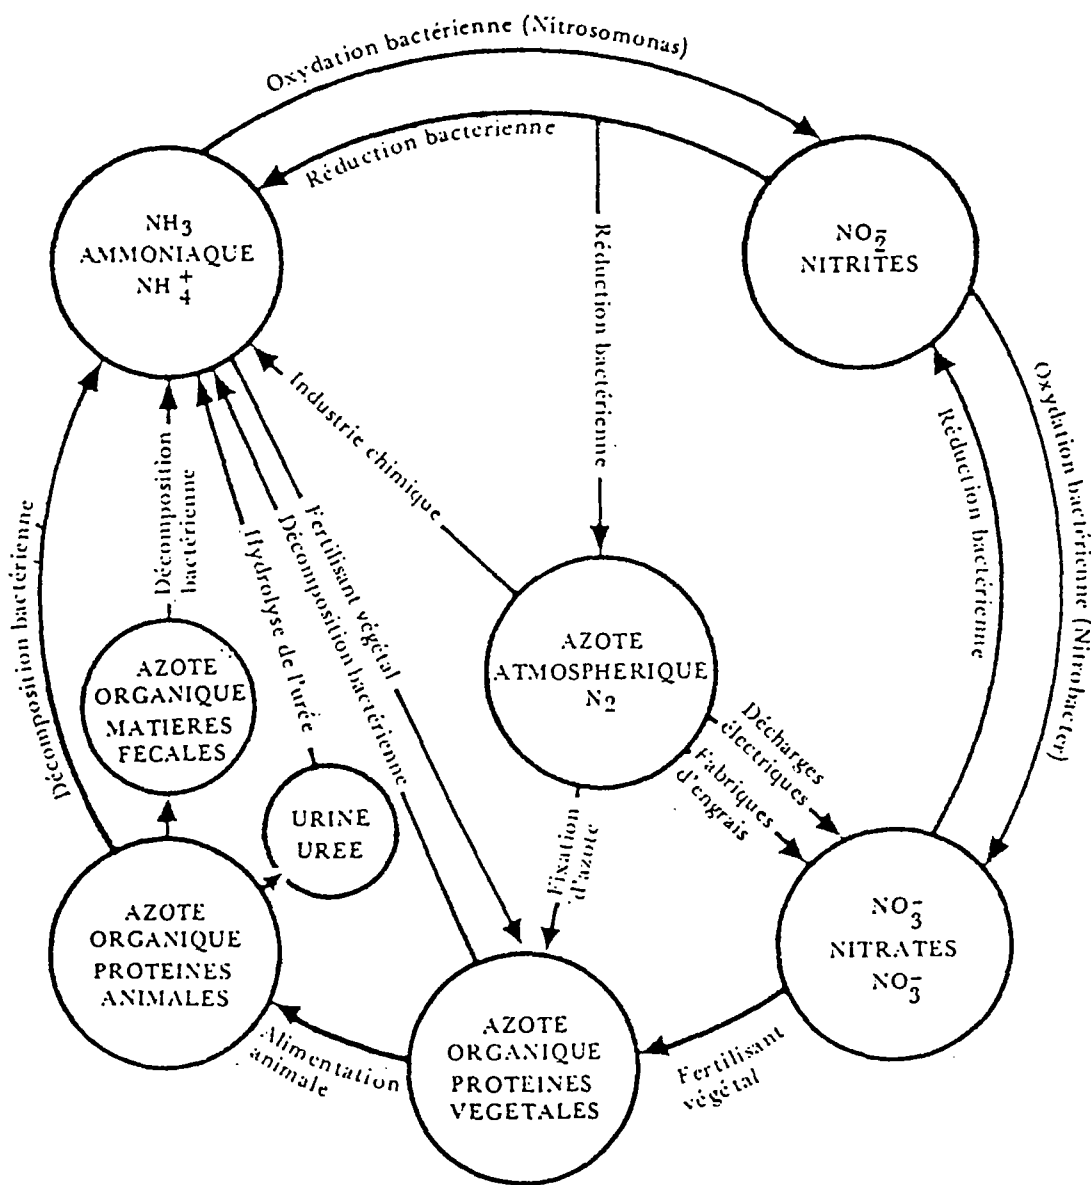 Oxydation bactérienne (Nitrosomonas)
Réduction bactérienne
NH3
AMMONIAQUE
NH4+
NO2-
NITRITES
Réduction bactérienne
Oxydation bactérienne (Nitrobacter)
Réduction bactérienne
Industrie chimique
Fertilisant végétal
Décomposition bactérienne
Hydrolyse de l'urée
Décomposition
bactérienne
Décomposition bactérienne
AZOTE
ORGANIQUE
MATIERES
FECALES
AZOTE
ATMOSPHERIQUE
N2
Décharges
électriques
Fabriques
d'engrais
URINE
UREE
Fixation
d'azote
AZOTE
ORGANIQUE
PROTEINES
ANIMALES
NO3-
NITRATES
NO3-
Alimentation
animale
AZOTE
ORGANIQUE
PROTEINES
VEGETALES
Fertilisant
végétal